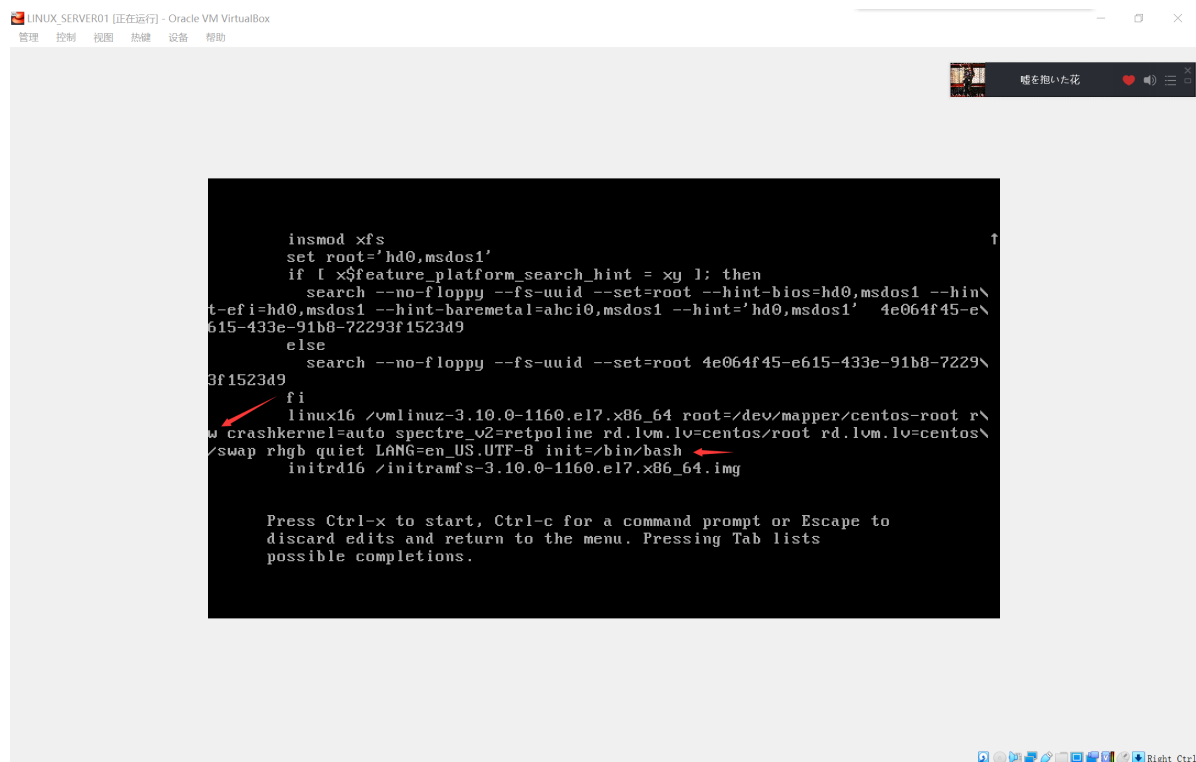 LINUX_SERVER01 [正在运行] - Oracle VM VirtualBox
管理 控制 视图 热键 设备 帮助
嘘を抱いた花
insmod xfs
set root='hd0,msdos1'
if [ x$feature_platform_search_hint = xy ]; then
search --no-floppy --fs-uuid --set=root --hint-bios=hd0,msdos1 --hin\
t-efi=hd0,msdos1 --hint-baremetal=ahci0,msdos1 --hint='hd0,msdos1'  4e064f45-e\
615-433e-91b8-72293f1523d9
else
search --no-floppy --fs-uuid --set=root 4e064f45-e615-433e-91b8-7229\
3f1523d9
fi
linux16 /vmlinuz-3.10.0-1160.el7.x86_64 root=/dev/mapper/centos-root r\
w crashkernel=auto spectre_v2=retpoline rd.lvm.lv=centos/root rd.lvm.lv=centos\
/swap rhgb quiet LANG=en_US.UTF-8 init=/bin/bash
initrd16 /initramfs-3.10.0-1160.el7.x86_64.img
Press Ctrl-x to start, Ctrl-c for a command prompt or Escape to
discard edits and return to the menu. Pressing Tab lists
possible completions.
Right Ctrl